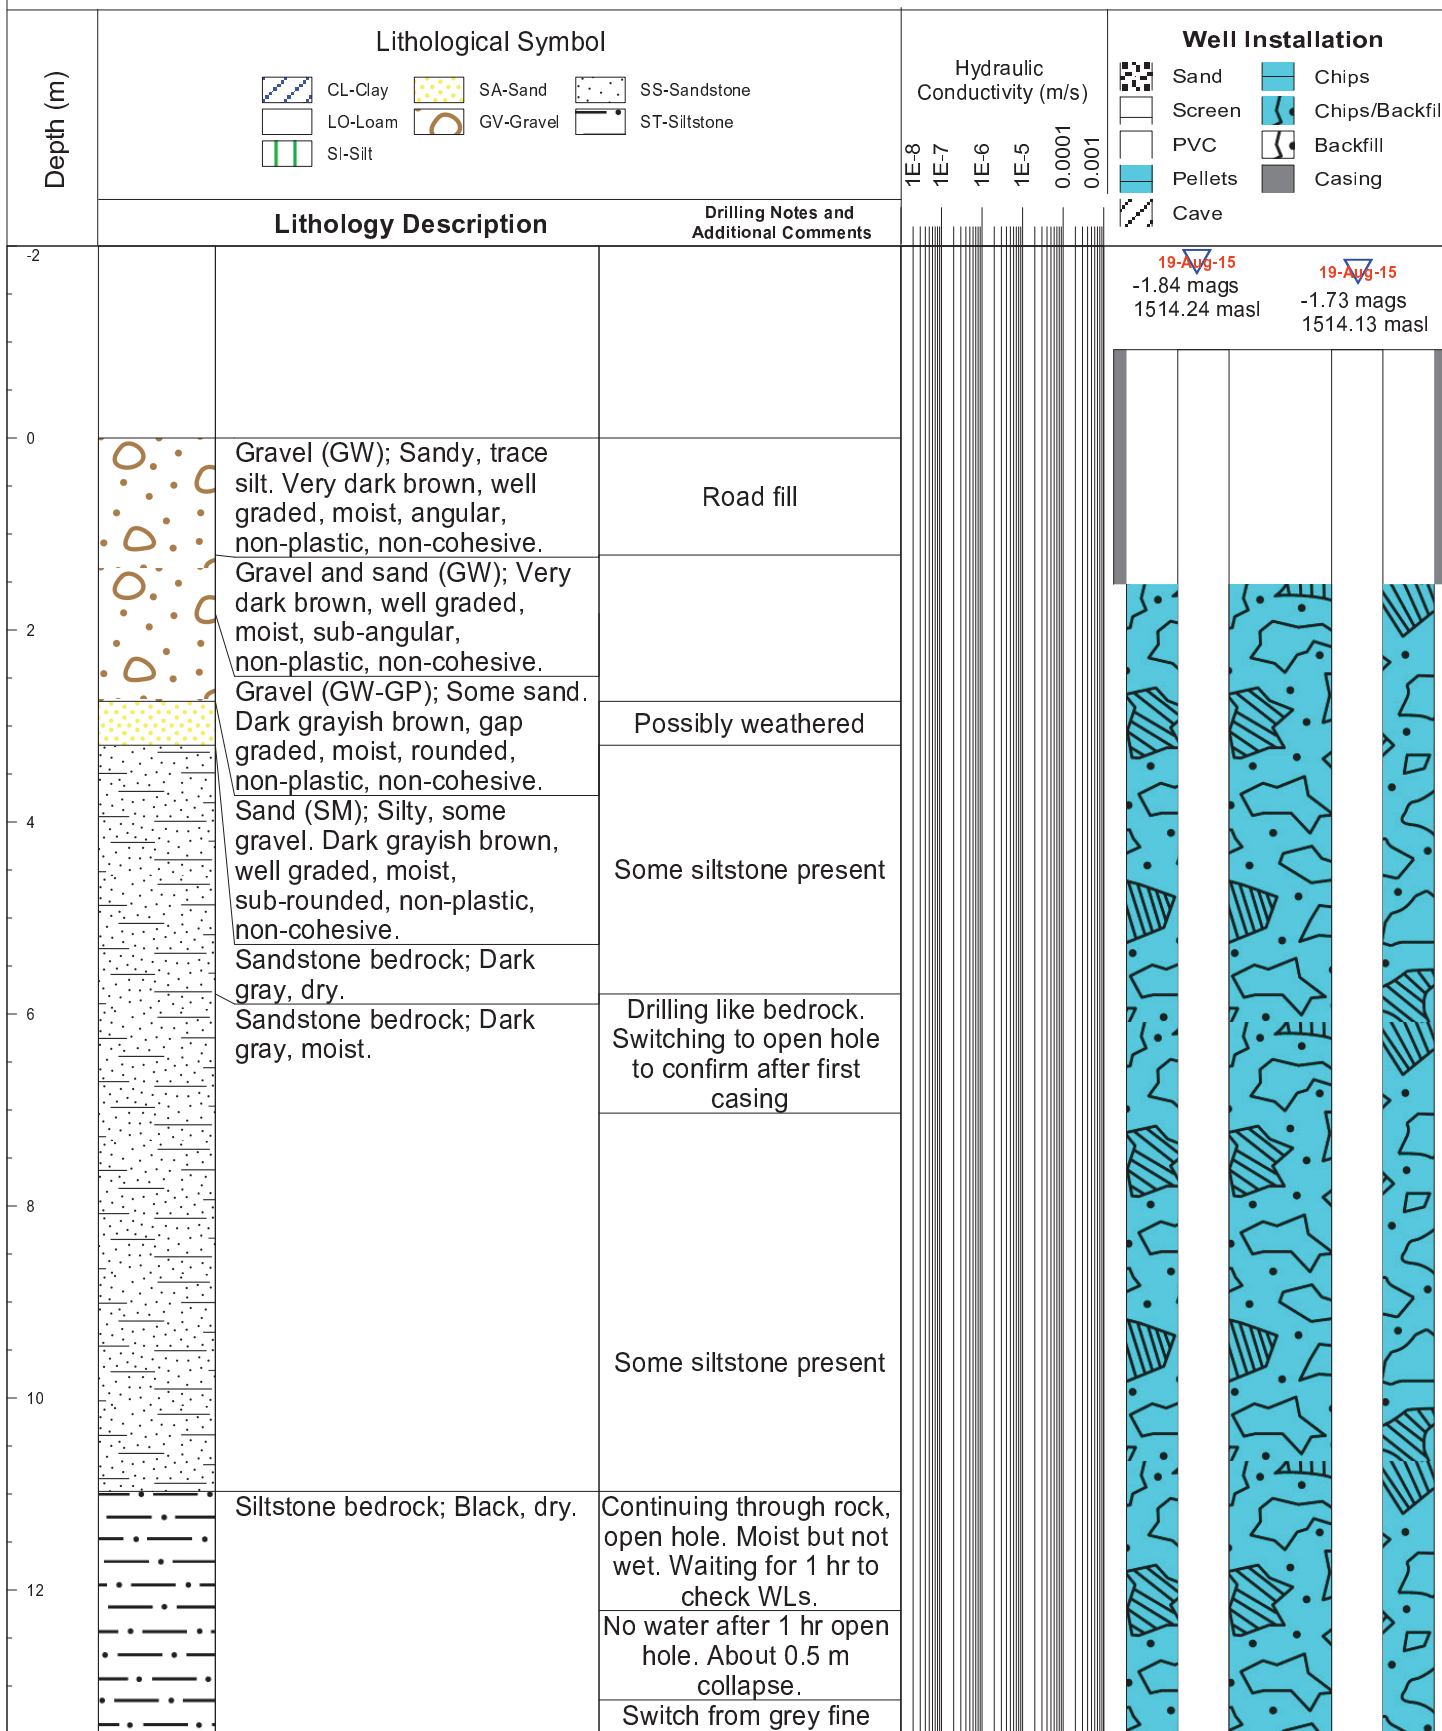 Depth (m)
Lithological Symbol
CL-Clay
SA-Sand
SS-Sandstone
LO-Loam
GV-Gravel
ST-Siltstone
SI-Silt
Lithology Description
Drilling Notes and
Additional Comments
Hydraulic
Conductivity (m/s)
1E-8
1E-7
1E-6
1E-5
0.0001
0.001
Well Installation
Sand
Chips
Screen
Chips/Backfil
PVC
Backfill
Pellets
Casing
Cave
-2
0
2
4
6
8
10
12
Gravel (GW); Sandy, trace
silt. Very dark brown, well
graded, moist, angular,
non-plastic, non-cohesive.
Gravel and sand (GW); Very
dark brown, well graded,
moist, sub-angular,
non-plastic, non-cohesive.
Gravel (GW-GP); Some sand.
Dark grayish brown, gap
graded, moist, rounded,
non-plastic, non-cohesive.
Sand (SM); Silty, some
gravel. Dark grayish brown,
well graded, moist,
sub-rounded, non-plastic,
non-cohesive.
Sandstone bedrock; Dark
gray, dry.
Sandstone bedrock; Dark
gray, moist.
Siltstone bedrock; Black, dry.
Road fill
Possibly weathered
Some siltstone present
Drilling like bedrock.
Switching to open hole
to confirm after first
casing
Some siltstone present
Continuing through rock,
open hole. Moist but not
wet. Waiting for 1 hr to
check WLs.
No water after 1 hr open
hole. About 0.5 m
collapse.
Switch from grey fine
19-Aug-15
-1.84 mags
1514.24 masl
19-Aug-15
-1.73 mags
1514.13 masl